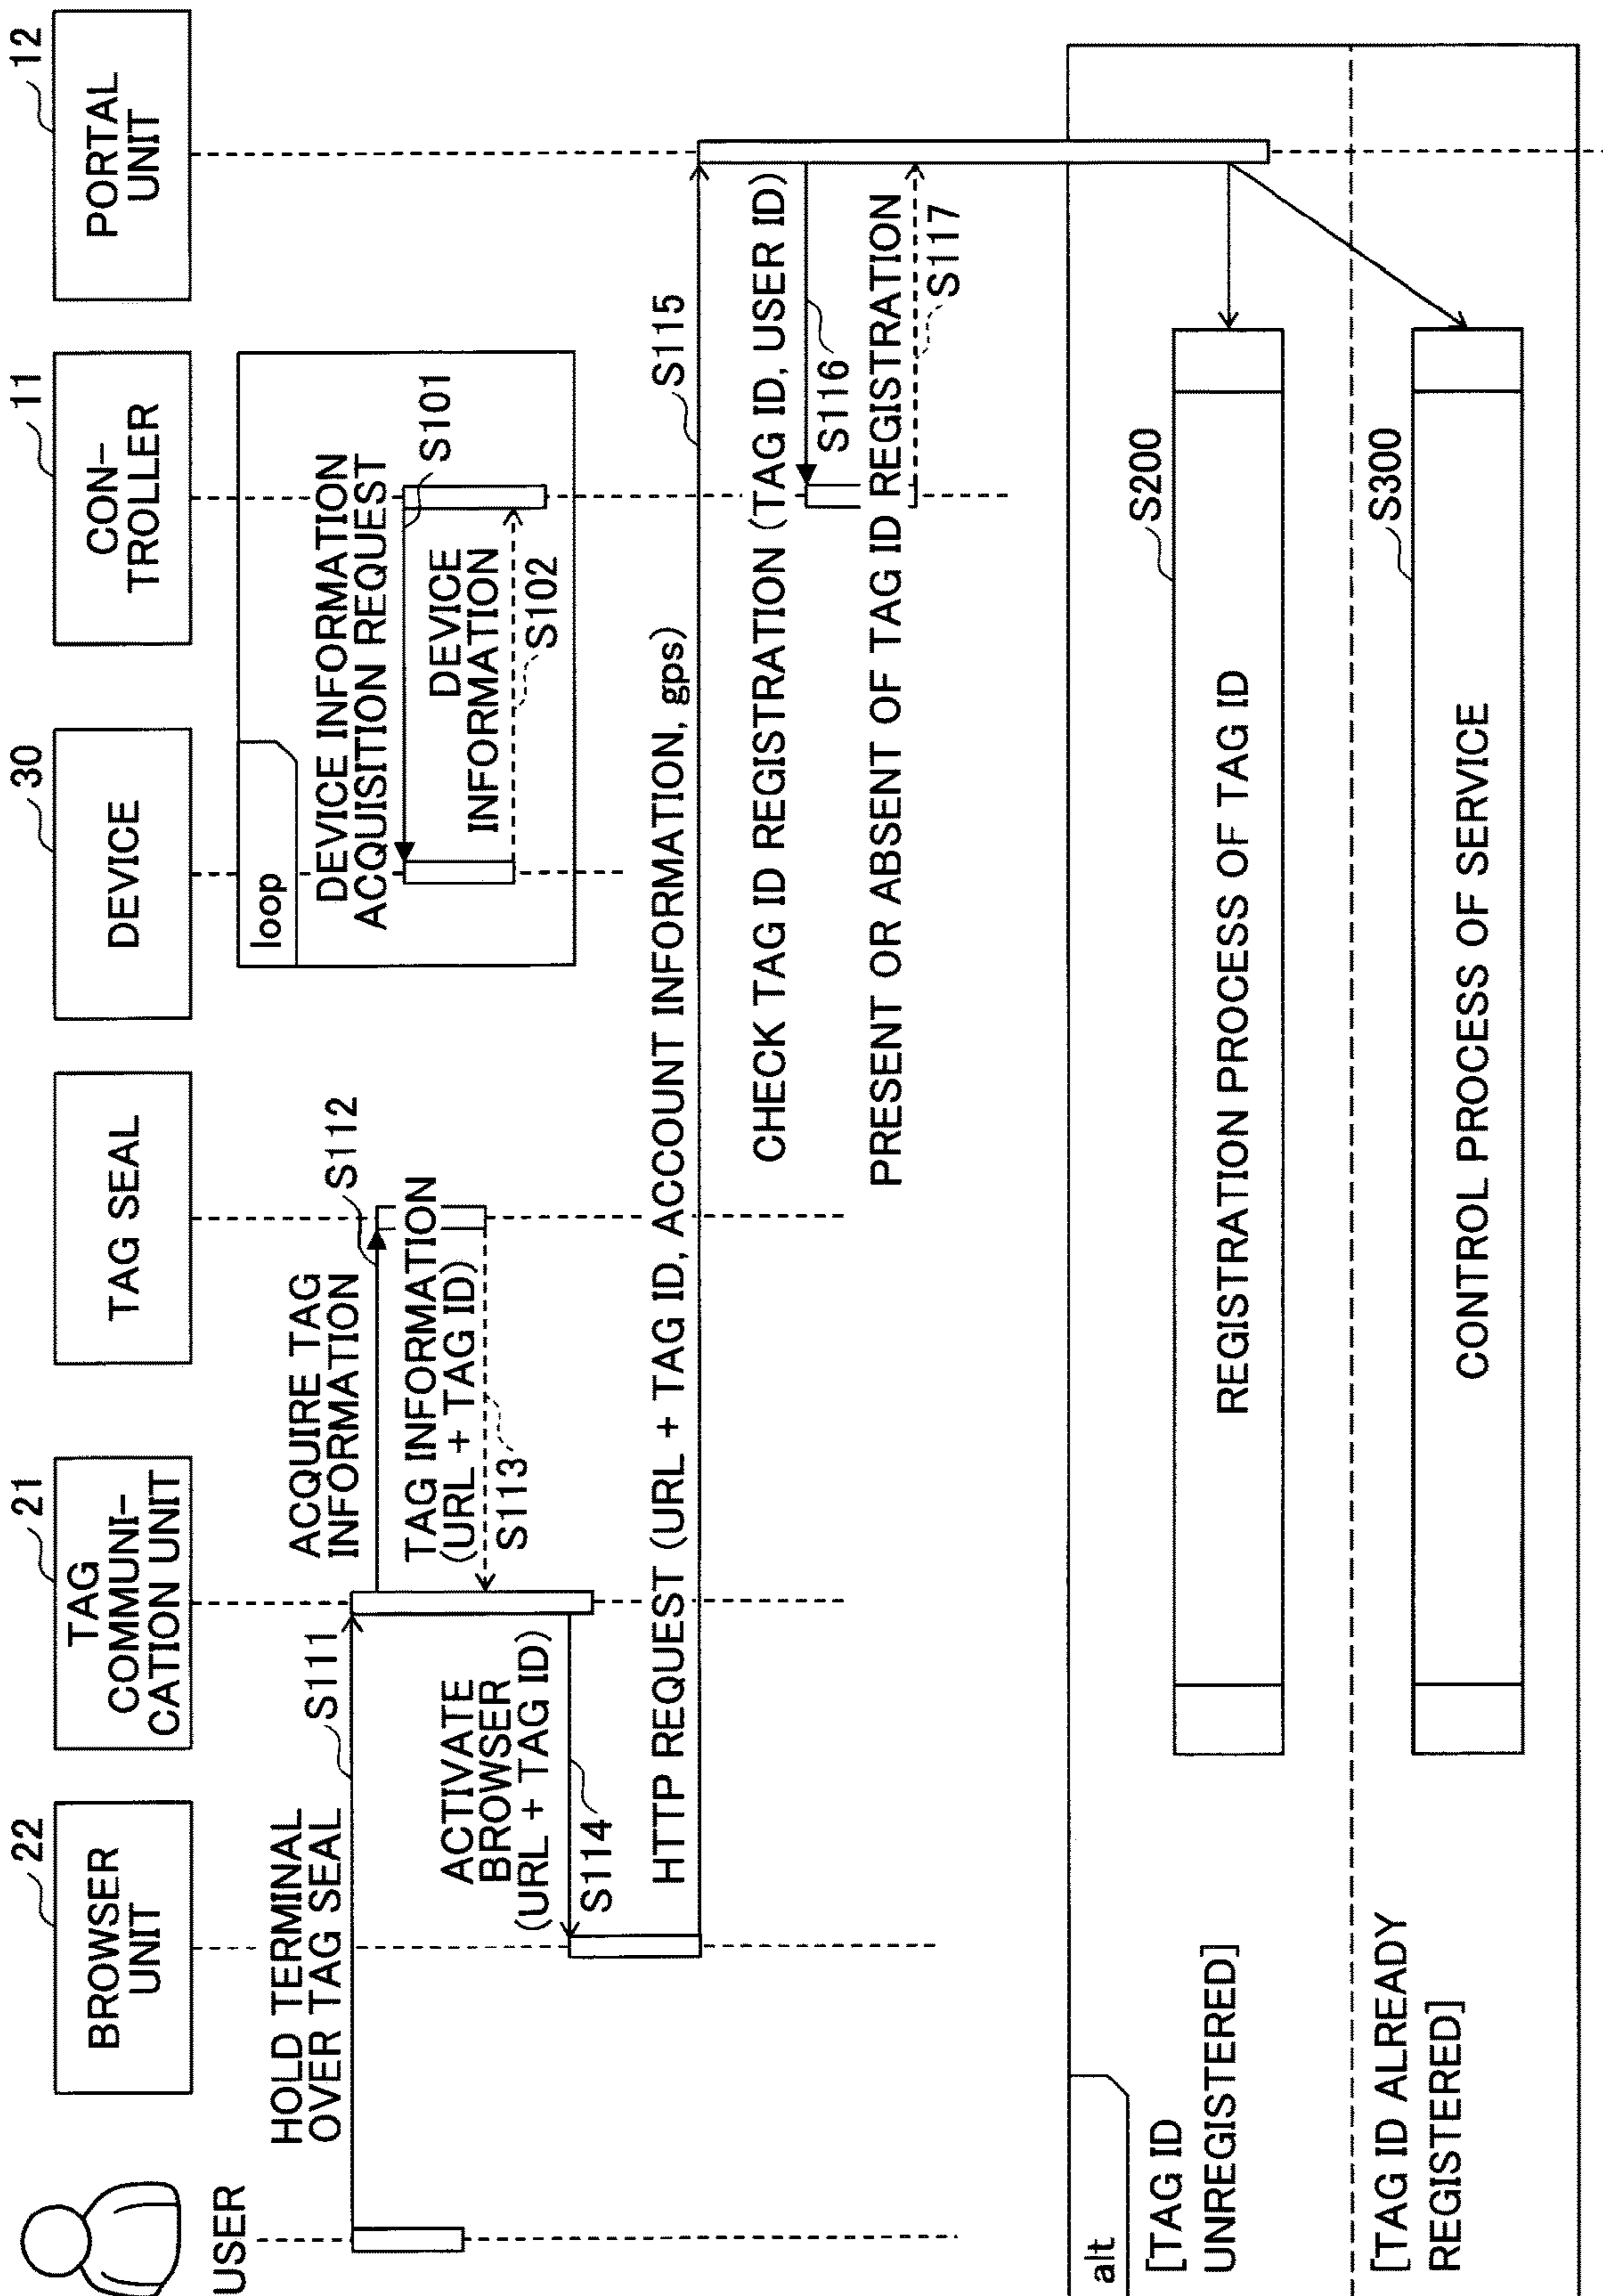 USER
22
BROWSER
UNIT
21
TAG
COMMUNI-
CATION UNIT
TAG SEAL
30
DEVICE
11
CON-
TROLLER
12
PORTAL
UNIT
loop
DEVICE INFORMATION
ACQUISITION REQUEST
S101
DEVICE
INFORMATION
S102
HOLD TERMINAL
OVER TAG SEAL
S111
ACQUIRE TAG
INFORMATION
S112
TAG INFORMATION
(URL + TAG ID)
S113
ACTIVATE
BROWSER
(URL + TAG ID)
S114
HTTP REQUEST (URL + TAG ID, ACCOUNT INFORMATION, gps)
S115
CHECK TAG ID REGISTRATION (TAG ID, USER ID)
S116
PRESENT OR ABSENT OF TAG ID REGISTRATION
S117
alt
[TAG ID
UNREGISTERED]
S200
REGISTRATION PROCESS OF TAG ID
[TAG ID ALREADY
REGISTERED]
S300
CONTROL PROCESS OF SERVICE